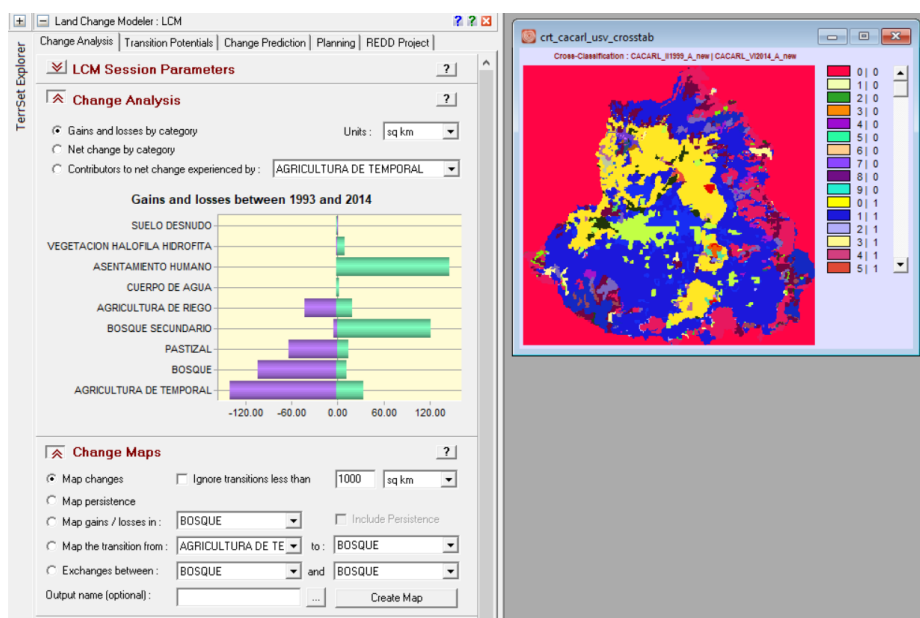 Land Change Modeler : LCM
? ?
TerrSet Explorer
Change Analysis | Transition Potentials | Change Prediction | Planning | REDD Project
LCM Session Parameters
?
Change Analysis
?
Gains and losses by category
Units : sq km
Net change by category
Contributors to net change experienced by : AGRICULTURA DE TEMPORAL
Gains and losses between 1993 and 2014
SUELO DESNUDO
VEGETACION HALOFILA HIDROFITA
ASENTAMIENTO HUMANO
CUERPO DE AGUA
AGRICULTURA DE RIEGO
BOSQUE SECUNDARIO
PASTIZAL
BOSQUE
AGRICULTURA DE TEMPORAL
-120.00 -60.00 0.00 60.00 120.00
Change Maps
?
Map changes
Ignore transitions less than 1000 sq km
Map persistence
Map gains / losses in : BOSQUE
Include Persistence
Map the transition from : AGRICULTURA DE TE to : BOSQUE
Exchanges between : BOSQUE and BOSQUE
Output name (optional) : ... Create Map
crt_cacarl_usv_crosstab
Cross-Classification : CACARL_II1999_A_new | CACARL_VI2014_A_new
0 | 0
1 | 0
2 | 0
3 | 0
4 | 0
5 | 0
6 | 0
7 | 0
8 | 0
9 | 0
0 | 1
1 | 1
2 | 1
3 | 1
4 | 1
5 | 1